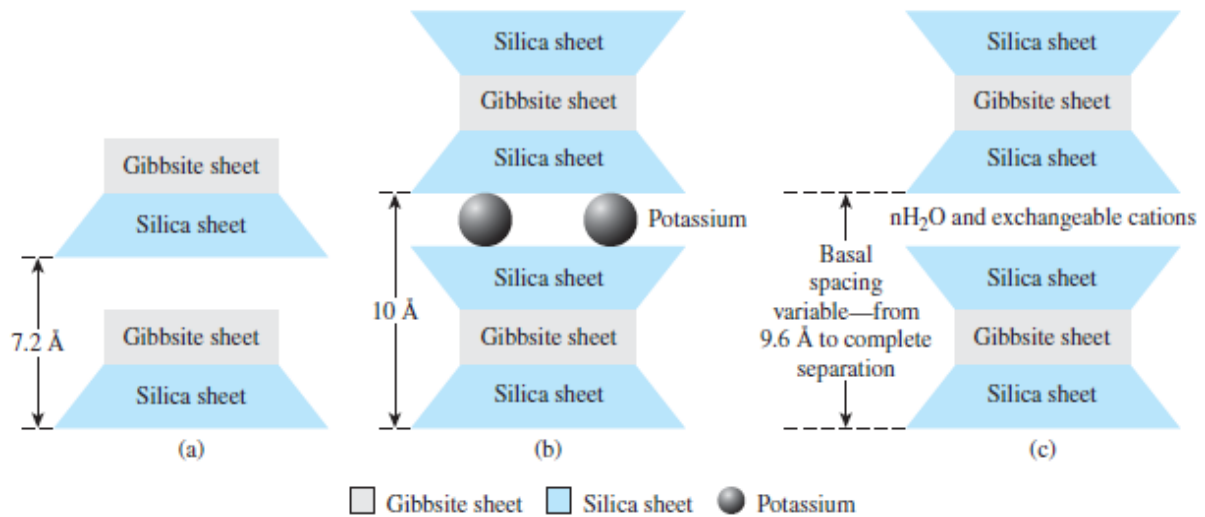 Gibbsite sheet
Silica sheet
7.2 Å
Gibbsite sheet
Silica sheet
(a)
Silica sheet
Gibbsite sheet
Silica sheet
Potassium
10 Å
Silica sheet
Gibbsite sheet
Silica sheet
(b)
Silica sheet
Gibbsite sheet
Silica sheet
nH₂O and exchangeable cations
Basal
spacing
variable—from
9.6 Å to complete
separation
Silica sheet
Gibbsite sheet
Silica sheet
(c)
Gibbsite sheet
Silica sheet
Potassium